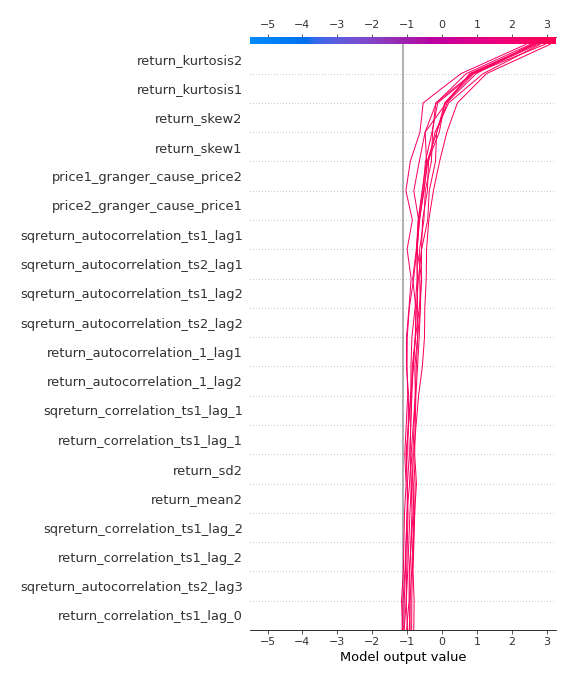 −5 −4 −3 −2 −1 0 1 2 3
return_kurtosis2
return_kurtosis1
return_skew2
return_skew1
price1_granger_cause_price2
price2_granger_cause_price1
sqreturn_autocorrelation_ts1_lag1
sqreturn_autocorrelation_ts2_lag1
sqreturn_autocorrelation_ts1_lag2
sqreturn_autocorrelation_ts2_lag2
return_autocorrelation_1_lag1
return_autocorrelation_1_lag2
sqreturn_correlation_ts1_lag_1
return_correlation_ts1_lag_1
return_sd2
return_mean2
sqreturn_correlation_ts1_lag_2
return_correlation_ts1_lag_2
sqreturn_autocorrelation_ts2_lag3
return_correlation_ts1_lag_0
−5 −4 −3 −2 −1 0 1 2 3
Model output value